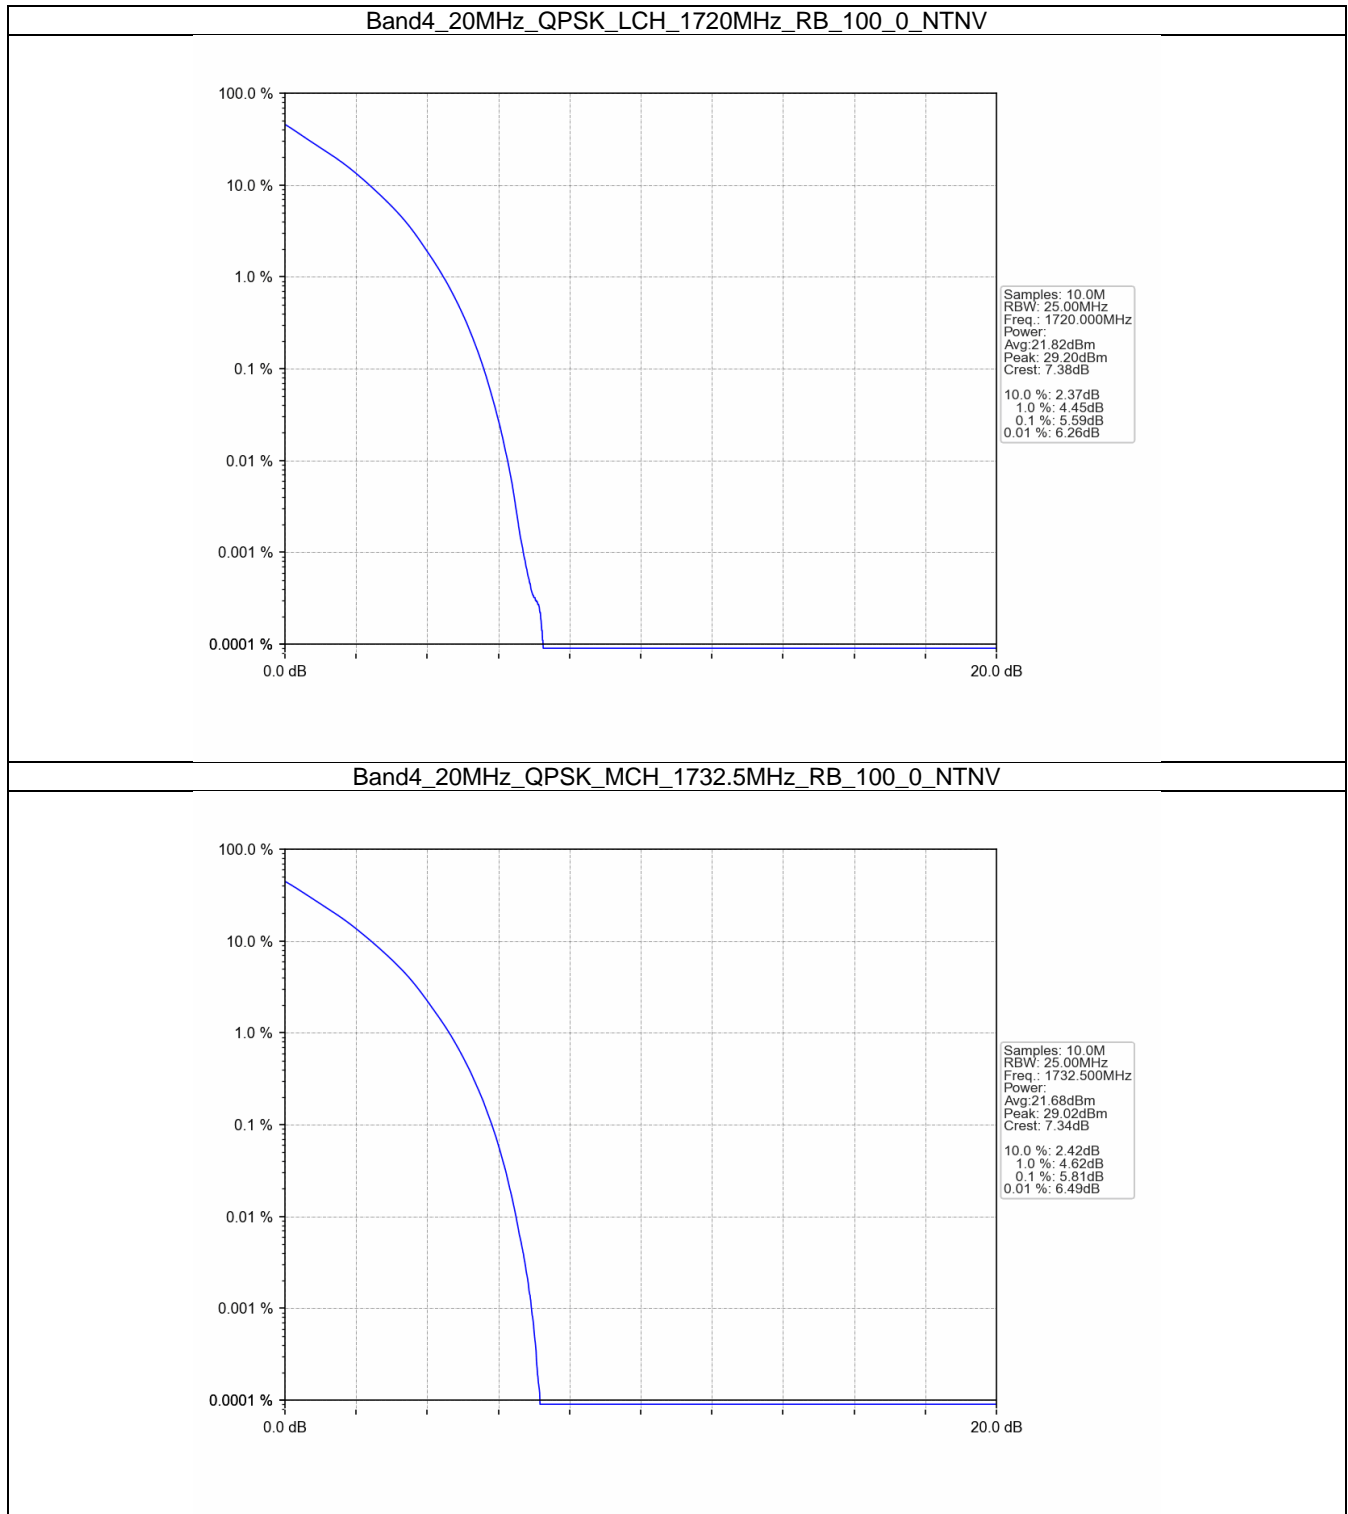 Band4_20MHz_QPSK_LCH_1720MHz_RB_100_0_NTNV
100.0 %
10.0 %
1.0 %
0.1 %
0.01 %
0.001 %
0.0001 %
0.0 dB
20.0 dB
Samples: 10.0M
RBW: 25.00MHz
Freq.: 1720.000MHz
Power:
Avg:21.82dBm
Peak: 29.20dBm
Crest: 7.38dB
10.0 %: 2.37dB
1.0 %: 4.45dB
0.1 %: 5.59dB
0.01 %: 6.26dB
Band4_20MHz_QPSK_MCH_1732.5MHz_RB_100_0_NTNV
100.0 %
10.0 %
1.0 %
0.1 %
0.01 %
0.001 %
0.0001 %
0.0 dB
20.0 dB
Samples: 10.0M
RBW: 25.00MHz
Freq.: 1732.500MHz
Power:
Avg:21.68dBm
Peak: 29.02dBm
Crest: 7.34dB
10.0 %: 2.42dB
1.0 %: 4.62dB
0.1 %: 5.81dB
0.01 %: 6.49dB